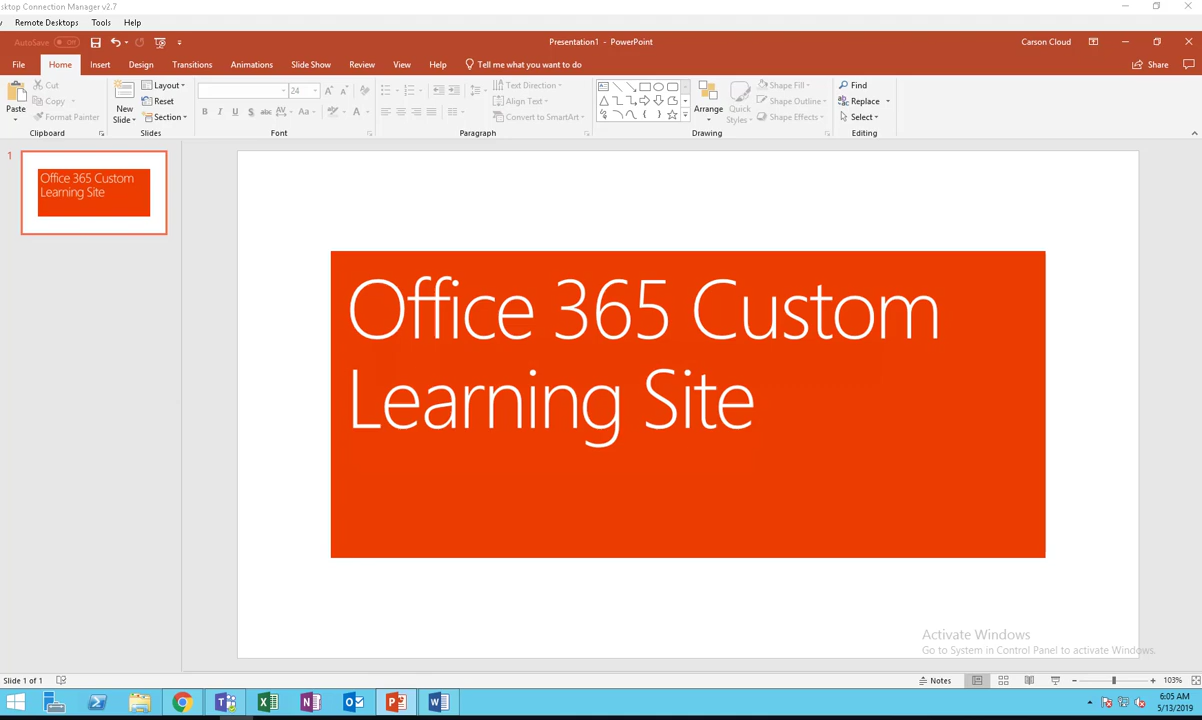 sktop Connection Manager v2.7
Remote Desktops Tools Help
AutoSave Off
Presentation1 - PowerPoint
Carson Cloud
File Home Insert Design Transitions Animations Slide Show Review View Help Tell me what you want to do
Share
Paste
Cut
Copy
Format Painter
Clipboard
New
Slide
Layout
Reset
Section
Slides
24
B I U S abc AV Aa A
Font
Text Direction
Align Text
Convert to SmartArt
Paragraph
Arrange
Quick
Styles
Shape Fill
Shape Outline
Shape Effects
Drawing
Find
Replace
Select
Editing
1
Office 365 Custom
Learning Site
Office 365 Custom
Learning Site
Activate Windows
Go to System in Control Panel to activate Windows.
Slide 1 of 1
Notes
103%
6:05 AM
5/13/2019